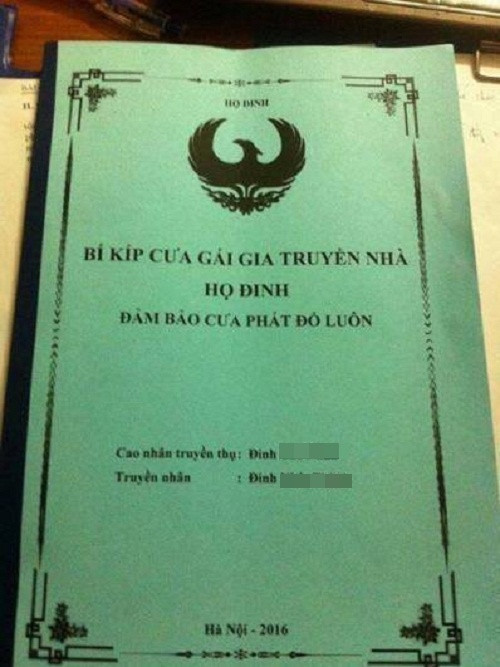 HỌ ĐINH
BÍ KÍP CƯA GÁI GIA TRUYỀN NHÀ
HỌ ĐINH
ĐẢM BẢO CƯA PHÁT ĐỔ LUÔN
Cao nhân truyền thụ: Đinh
Truyền nhân : Đinh
Hà Nội - 2016